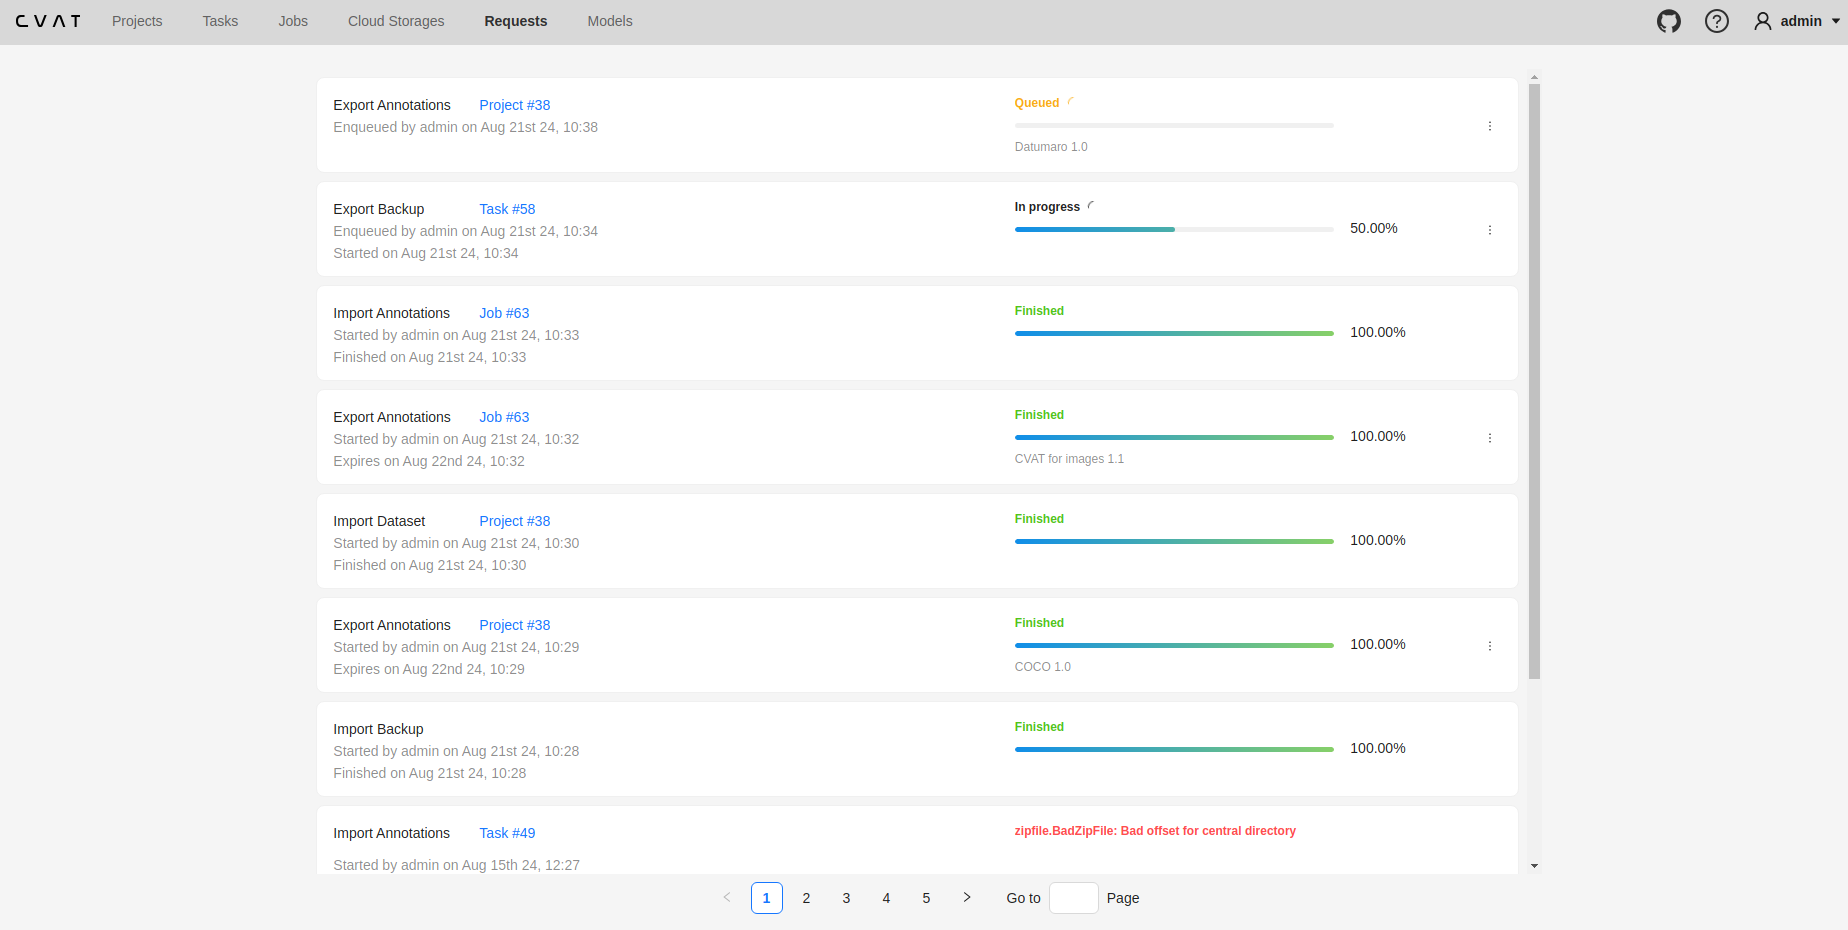 CVAT Projects Tasks Jobs Cloud Storages Requests Models admin
Export Annotations Project #38
Enqueued by admin on Aug 21st 24, 10:38
Queued
Datumaro 1.0
Export Backup Task #58
Enqueued by admin on Aug 21st 24, 10:34
Started on Aug 21st 24, 10:34
In progress
50.00%
Import Annotations Job #63
Started by admin on Aug 21st 24, 10:33
Finished on Aug 21st 24, 10:33
Finished
100.00%
Export Annotations Job #63
Started by admin on Aug 21st 24, 10:32
Expires on Aug 22nd 24, 10:32
Finished
100.00%
CVAT for images 1.1
Import Dataset Project #38
Started by admin on Aug 21st 24, 10:30
Finished on Aug 21st 24, 10:30
Finished
100.00%
Export Annotations Project #38
Started by admin on Aug 21st 24, 10:29
Expires on Aug 22nd 24, 10:29
Finished
100.00%
COCO 1.0
Import Backup
Started by admin on Aug 21st 24, 10:28
Finished on Aug 21st 24, 10:28
Finished
100.00%
Import Annotations Task #49
Started by admin on Aug 15th 24, 12:27
zipfile.BadZipFile: Bad offset for central directory
1 2 3 4 5 Go to Page